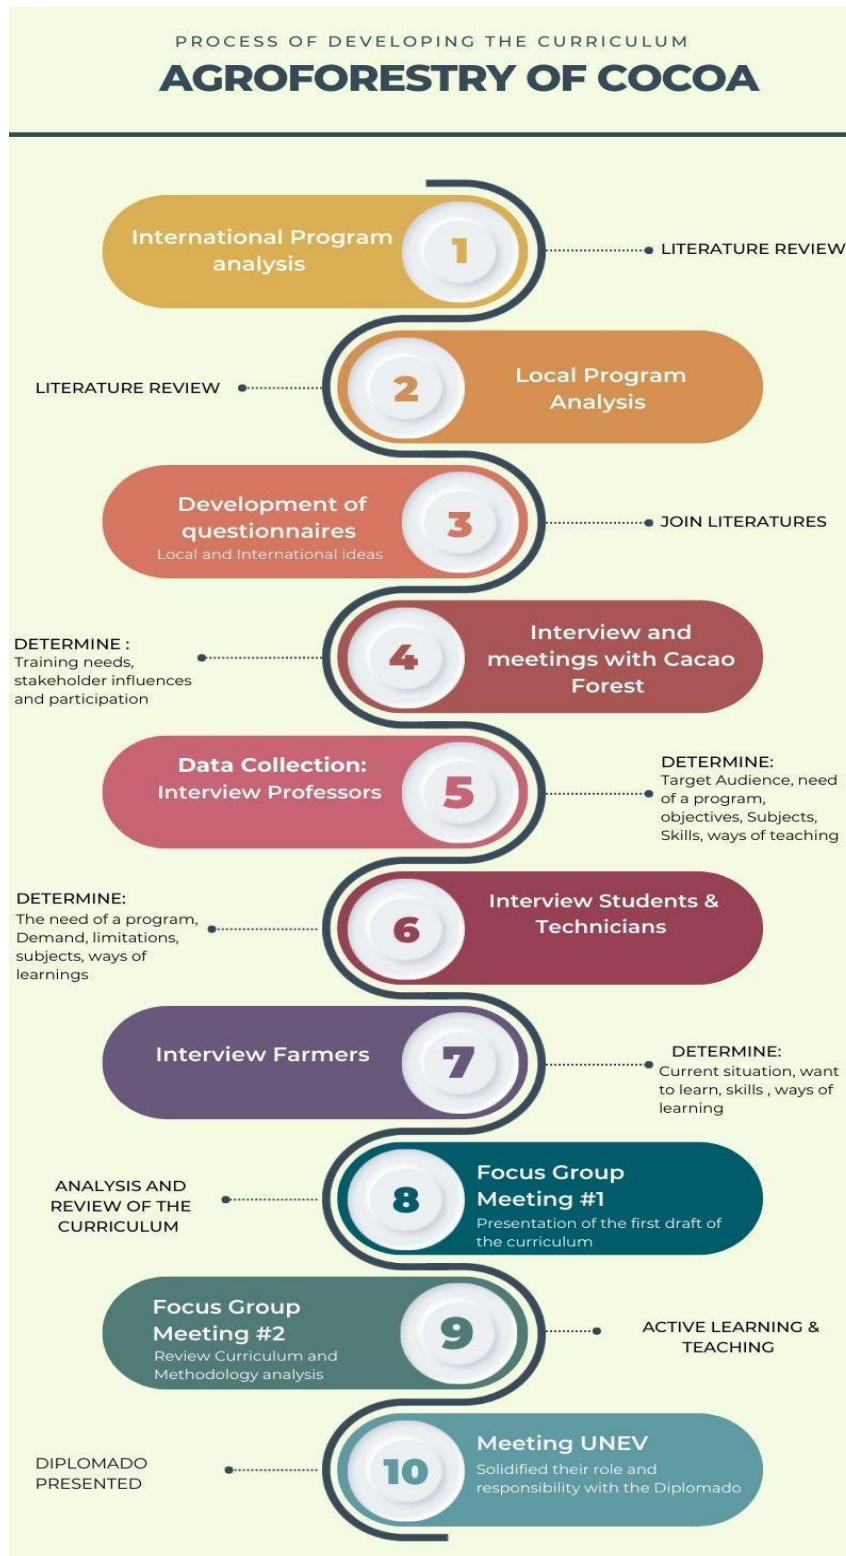 PROCESS OF DEVELOPING THE CURRICULUM
AGROFORESTRY OF COCOA
International Program
analysis
1
LITERATURE REVIEW
LITERATURE REVIEW
2
Local Program
Analysis
Development of
questionnaires
Local and International ideas
3
JOIN LITERATURES
DETERMINE :
Training needs,
stakeholder influences
and participation
4
Interview and
meetings with Cacao
Forest
Data Collection:
Interview Professors
5
DETERMINE:
Target Audience, need
of a program,
objectives, Subjects,
Skills, ways of teaching
DETERMINE:
The need of a program,
Demand, limitations,
subjects, ways of
learnings
6
Interview Students &
Technicians
Interview Farmers
7
DETERMINE:
Current situation, want
to learn, skills , ways of
learning
ANALYSIS AND
REVIEW OF THE
CURRICULUM
8
Focus Group
Meeting #1
Presentation of the first draft of
the curriculum
Focus Group
Meeting #2
Review Curriculum and
Methodology analysis
9
ACTIVE LEARNING &
TEACHING
DIPLOMADO
PRESENTED
10
Meeting UNEV
Solidified their role and
responsibility with the Diplomado